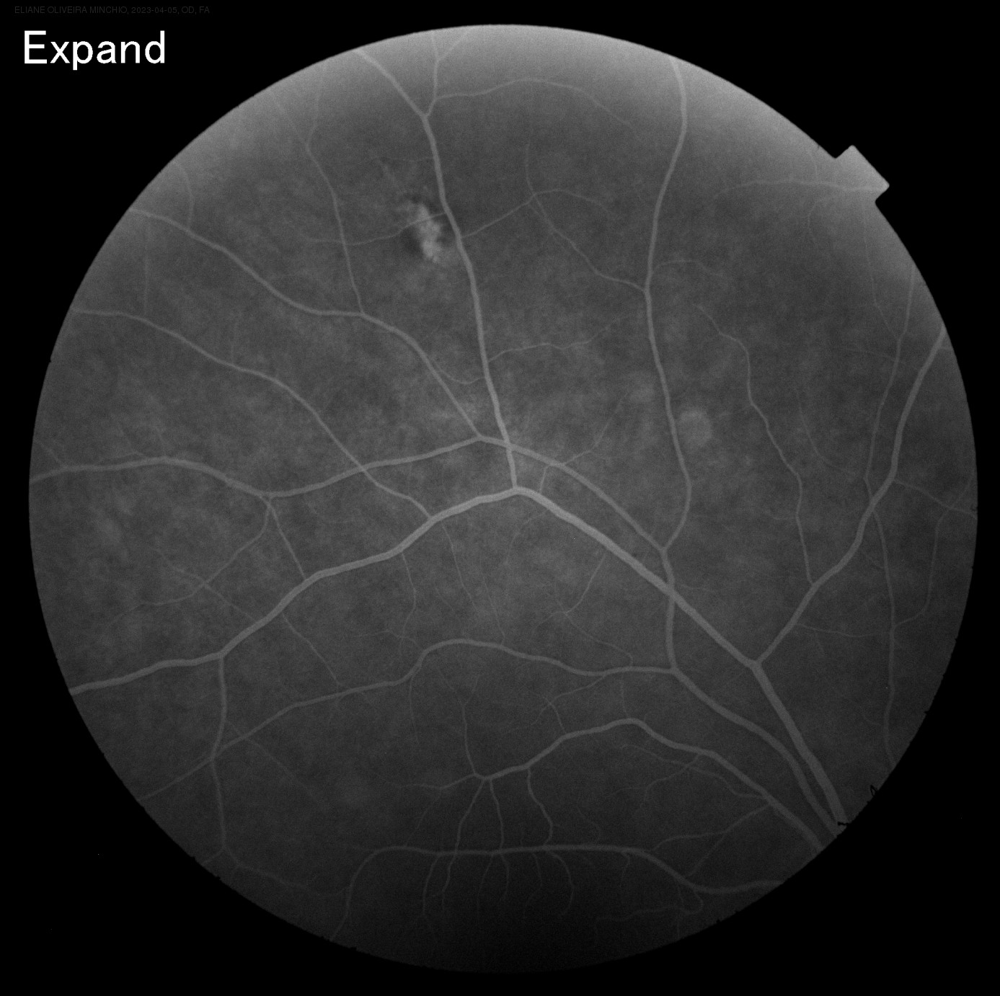 ELIANE OLIVEIRA MINCHIO, 2023-04-05, OD, FA
Expand